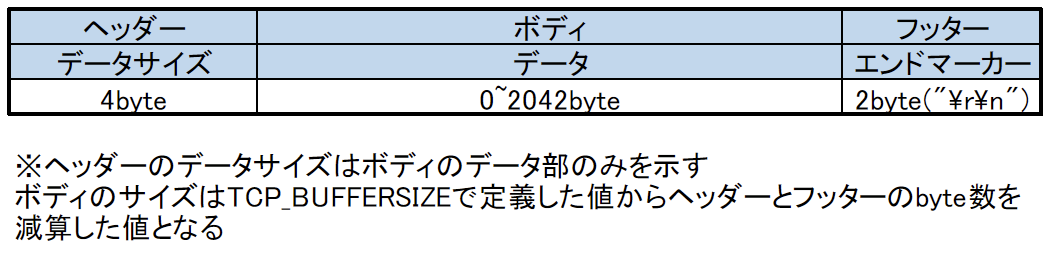 ヘッダー ボディ フッター
データサイズ データ エンドマーカー
4byte 0~2042byte 2byte("¥r¥n")
※ヘッダーのデータサイズはボディのデータ部のみを示す
ボディのサイズはTCP_BUFFERSIZEで定義した値からヘッダーとフッターのbyte数を
減算した値となる